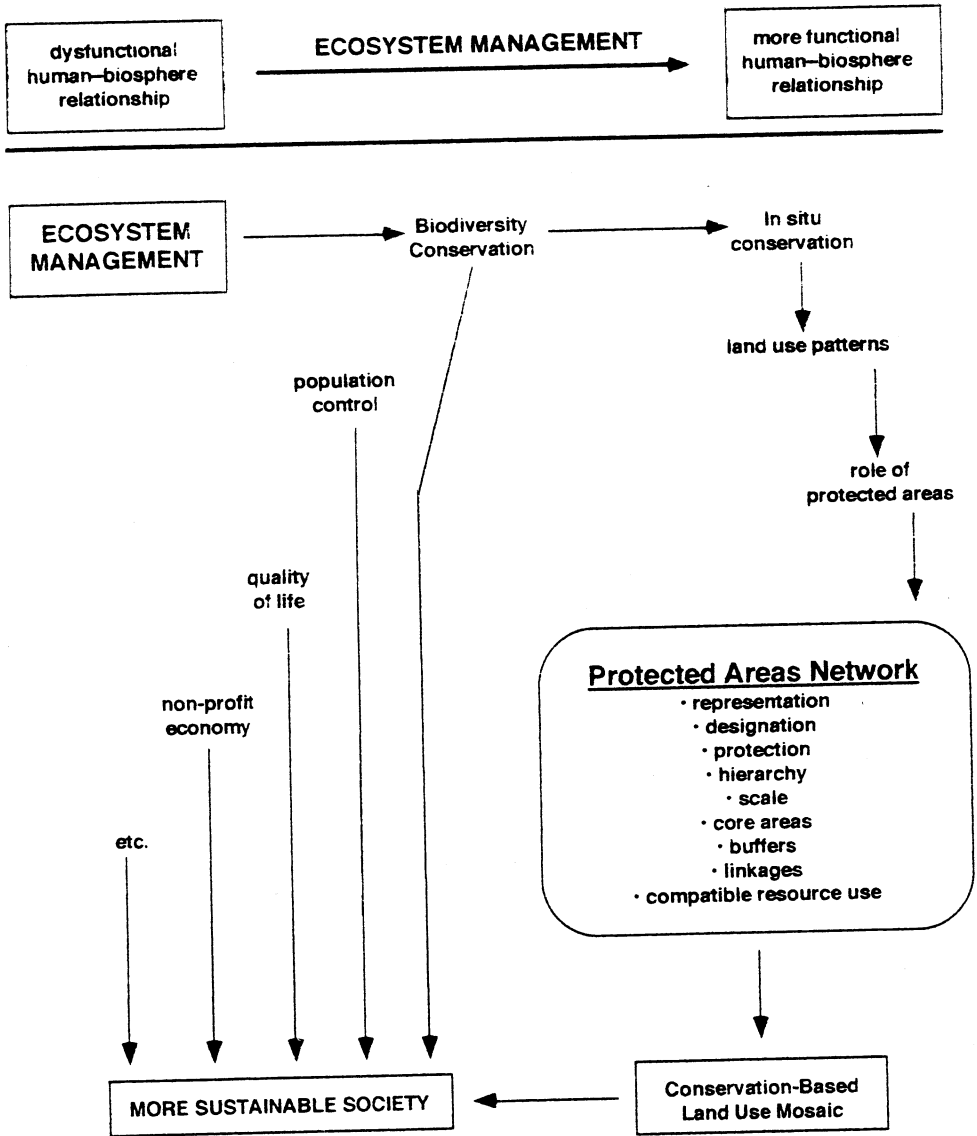 dysfunctional
human–biosphere
relationship
ECOSYSTEM MANAGEMENT
more functional
human–biosphere
relationship
ECOSYSTEM
MANAGEMENT
Biodiversity
Conservation
In situ
conservation
land use patterns
population
control
role of
protected areas
quality
of life
non-profit
economy
etc.
Protected Areas Network
· representation
· designation
· protection
· hierarchy
· scale
· core areas
· buffers
· linkages
· compatible resource use
MORE SUSTAINABLE SOCIETY
Conservation-Based
Land Use Mosaic